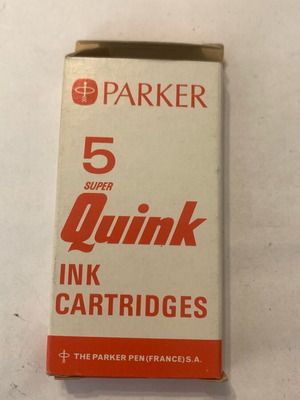 PARKER
5
SUPER
Quink
INK
CARTRIDGES
THE PARKER PEN (FRANCE) S.A.